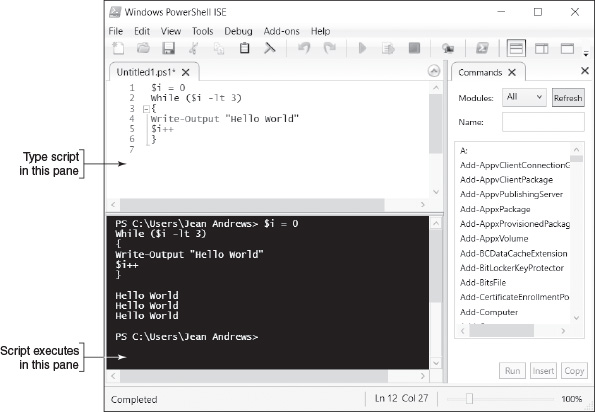 Windows PowerShell ISE
File Edit View Tools Debug Add-ons Help
Untitled1.ps1* X
1 $i = 0
2 While ($i -lt 3)
3 {
4 Write-Output "Hello World"
5 $i++
6 }
7
Type script
in this pane
PS C:\Users\Jean Andrews> $i = 0
While ($i -lt 3)
{
Write-Output "Hello World"
$i++
}
Hello World
Hello World
Hello World
PS C:\Users\Jean Andrews>
Script executes
in this pane
Commands X
Modules: All Refresh
Name:
A:
Add-AppvClientConnectionG
Add-AppvClientPackage
Add-AppvPublishingServer
Add-AppxPackage
Add-AppxProvisionedPackag
Add-AppxVolume
Add-BCDataCacheExtension
Add-BitLockerKeyProtector
Add-BitsFile
Add-CertificateEnrollmentPo
Add-Computer
Run Insert Copy
Completed
Ln 12 Col 27
100%